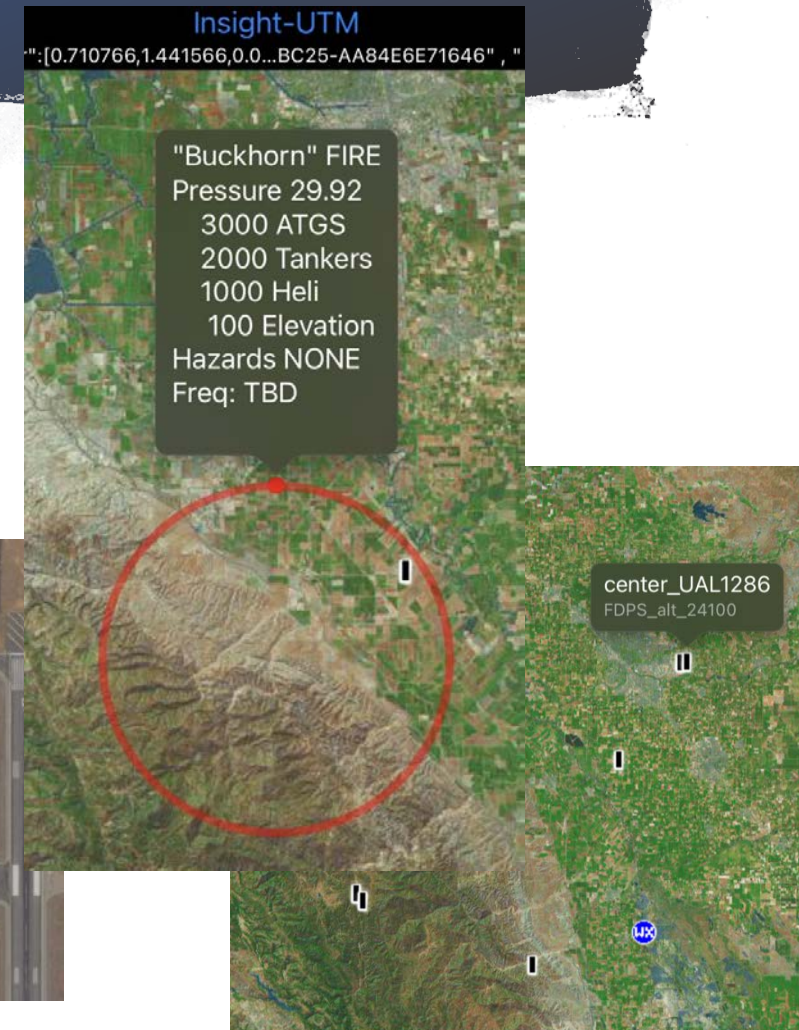 Insight-UTM
":[0.710766,1.441566,0.0...BC25-AA84E6E71646" , "
"Buckhorn" FIRE
Pressure 29.92
3000 ATGS
2000 Tankers
1000 Heli
100 Elevation
Hazards NONE
Freq: TBD
center_UAL1286
FDPS_alt_24100
WX